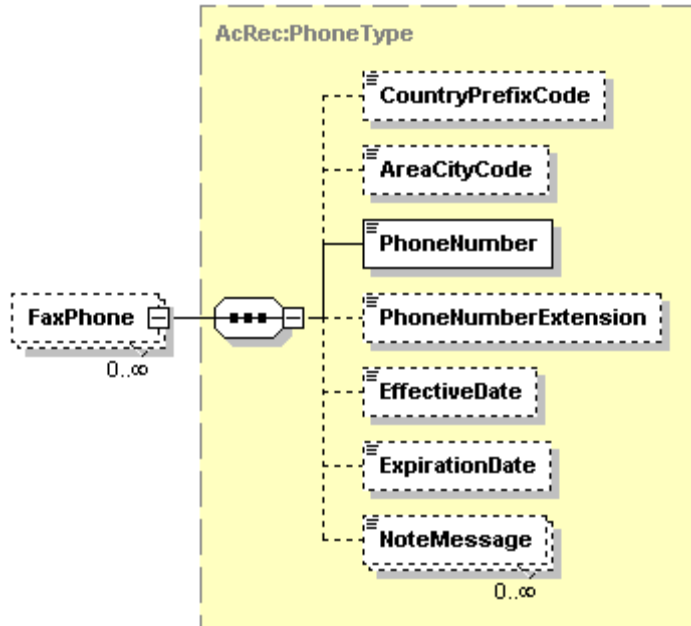 AcRec:PhoneType
CountryPrefixCode
AreaCityCode
PhoneNumber
FaxPhone
0..∞
PhoneNumberExtension
EffectiveDate
ExpirationDate
NoteMessage
0..∞